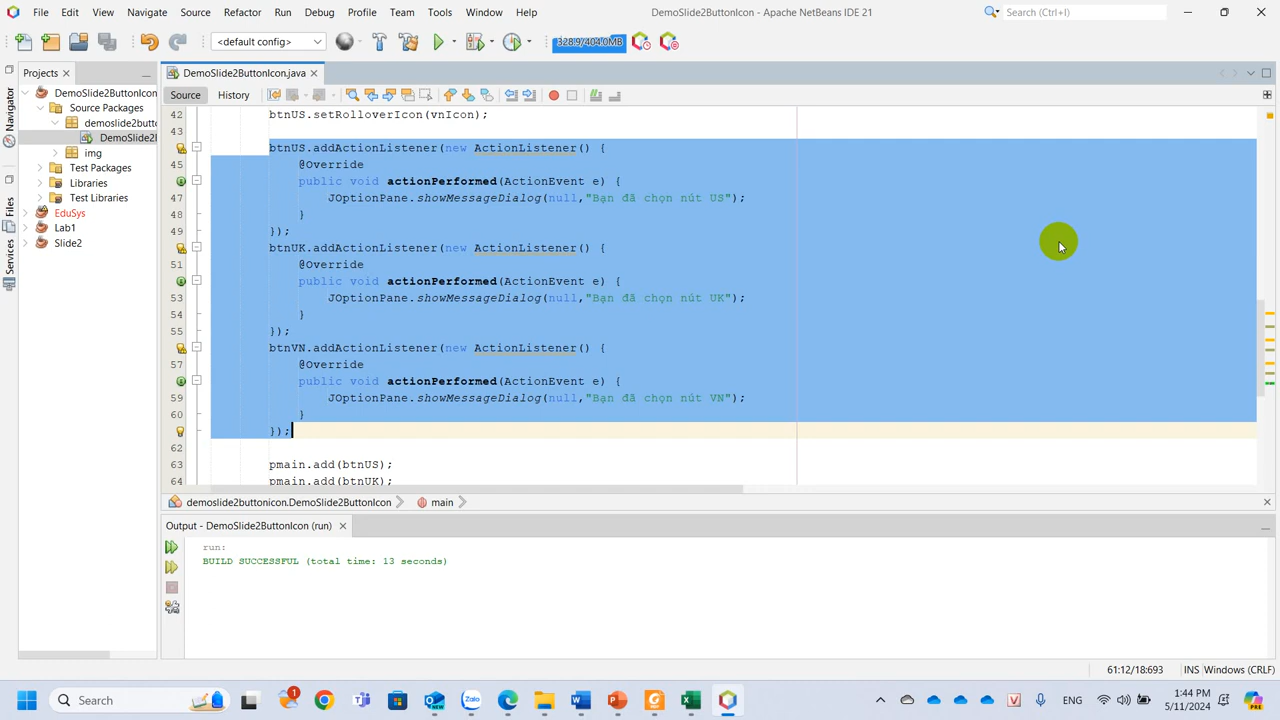 File Edit View Navigate Source Refactor Run Debug Profile Team Tools Window Help DemoSlide2ButtonIcon - Apache NetBeans IDE 21 Search (Ctrl+I)
<default config> 328.9/404.0MB
Projects DemoSlide2ButtonIcon.java
Source History
DemoSlide2ButtonIcon
Source Packages
demoslide2butt
DemoSlide2
img
Test Packages
Libraries
Test Libraries
EduSys
Lab1
Slide2
Navigator
Files
Services
42 btnUS.setRolloverIcon(vnIcon);
43
btnUS.addActionListener(new ActionListener() {
45 @Override
public void actionPerformed(ActionEvent e) {
47 JOptionPane.showMessageDialog(null,"Bạn đã chọn nút US");
48 }
49 });
btnUK.addActionListener(new ActionListener() {
51 @Override
public void actionPerformed(ActionEvent e) {
53 JOptionPane.showMessageDialog(null,"Bạn đã chọn nút UK");
54 }
55 });
btnVN.addActionListener(new ActionListener() {
57 @Override
public void actionPerformed(ActionEvent e) {
59 JOptionPane.showMessageDialog(null,"Bạn đã chọn nút VN");
60 }
});
62
63 pmain.add(btnUS);
64 pmain.add(btnUK);
demoslide2buttonicon.DemoSlide2ButtonIcon main
Output - DemoSlide2ButtonIcon (run)
run:
BUILD SUCCESSFUL (total time: 13 seconds)
61:12/18:693 INS Windows (CRLF)
Search 1 ENG 1:44 PM
5/11/2024